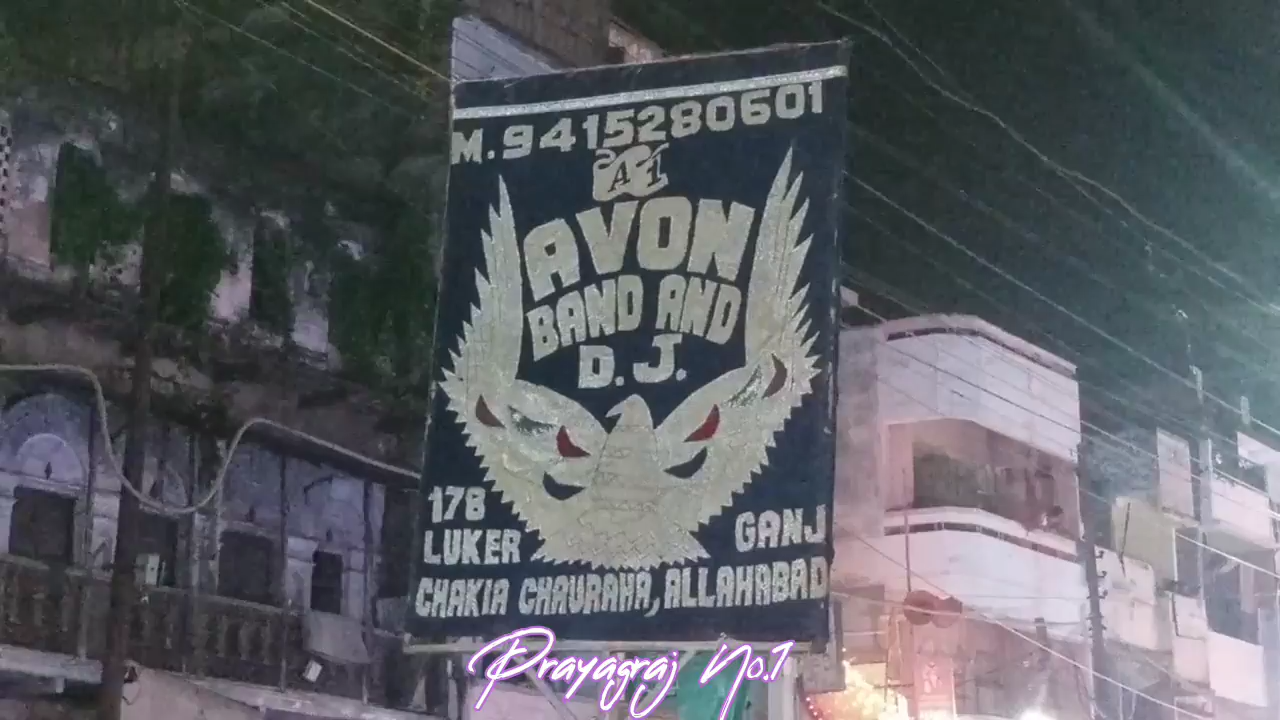 M. 9415280601
A1
AVON
BAND AND
D. J.
178
LUKER GANJ
CHAKIA CHAURAHA, ALLAHABAD
Prayagraj No.1